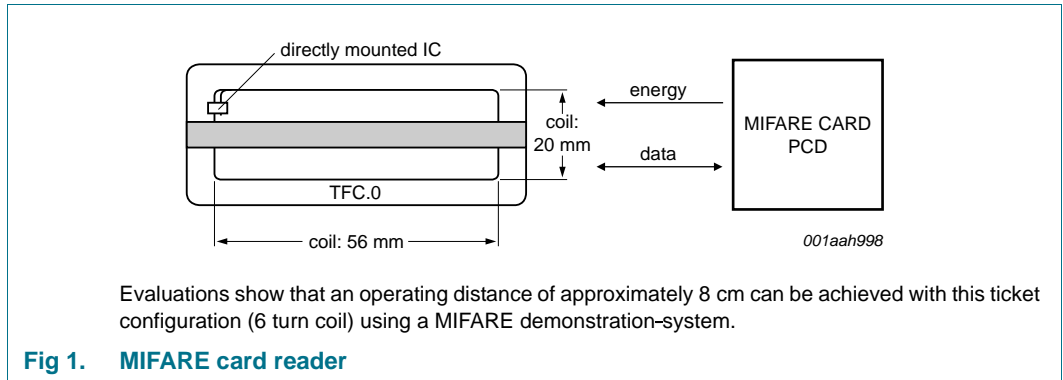 directly mounted IC
energy
coil:
20 mm
MIFARE CARD
PCD
data
TFC.0
coil: 56 mm
001aah998
Evaluations show that an operating distance of approximately 8 cm can be achieved with this ticket
configuration (6 turn coil) using a MIFARE demonstration-system.
Fig 1. MIFARE card reader